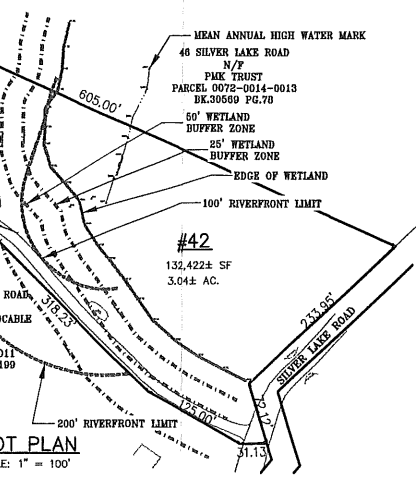 MEAN ANNUAL HIGH WATER MARK
46 SILVER LAKE ROAD
N/F
PMK TRUST
PARCEL 0072-0014-0013
BK.30569 PG.78
605.00'
50' WETLAND
BUFFER ZONE
25' WETLAND
BUFFER ZONE
EDGE OF WETLAND
100' RIVERFRONT LIMIT
#42
132,422± SF
3.04± AC.
ROAD
318.23'
OCABLE
011
199
233.95'
SILVER LAKE ROAD
125.00'
200' RIVERFRONT LIMIT
31.13
OT PLAN
E: 1" = 100'